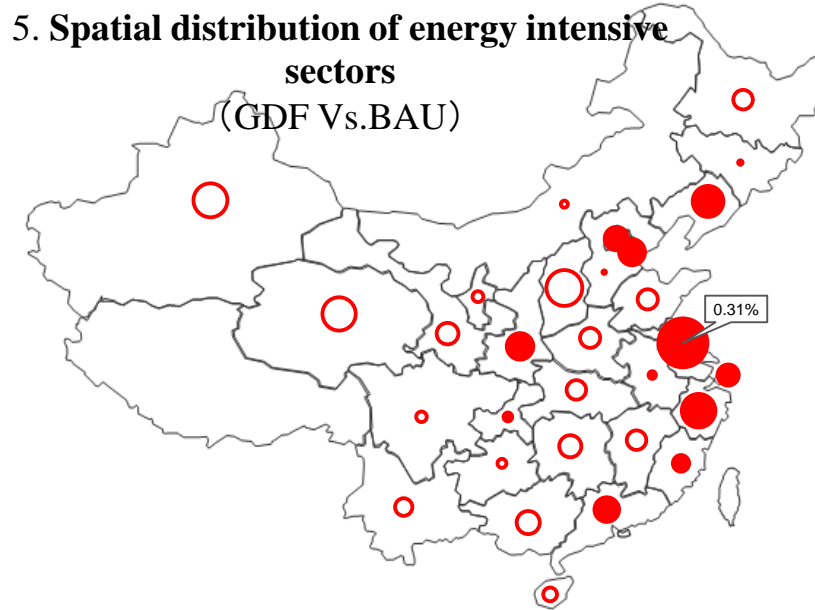 5. Spatial distribution of energy intensive
sectors
（GDF Vs.BAU）
0.31%